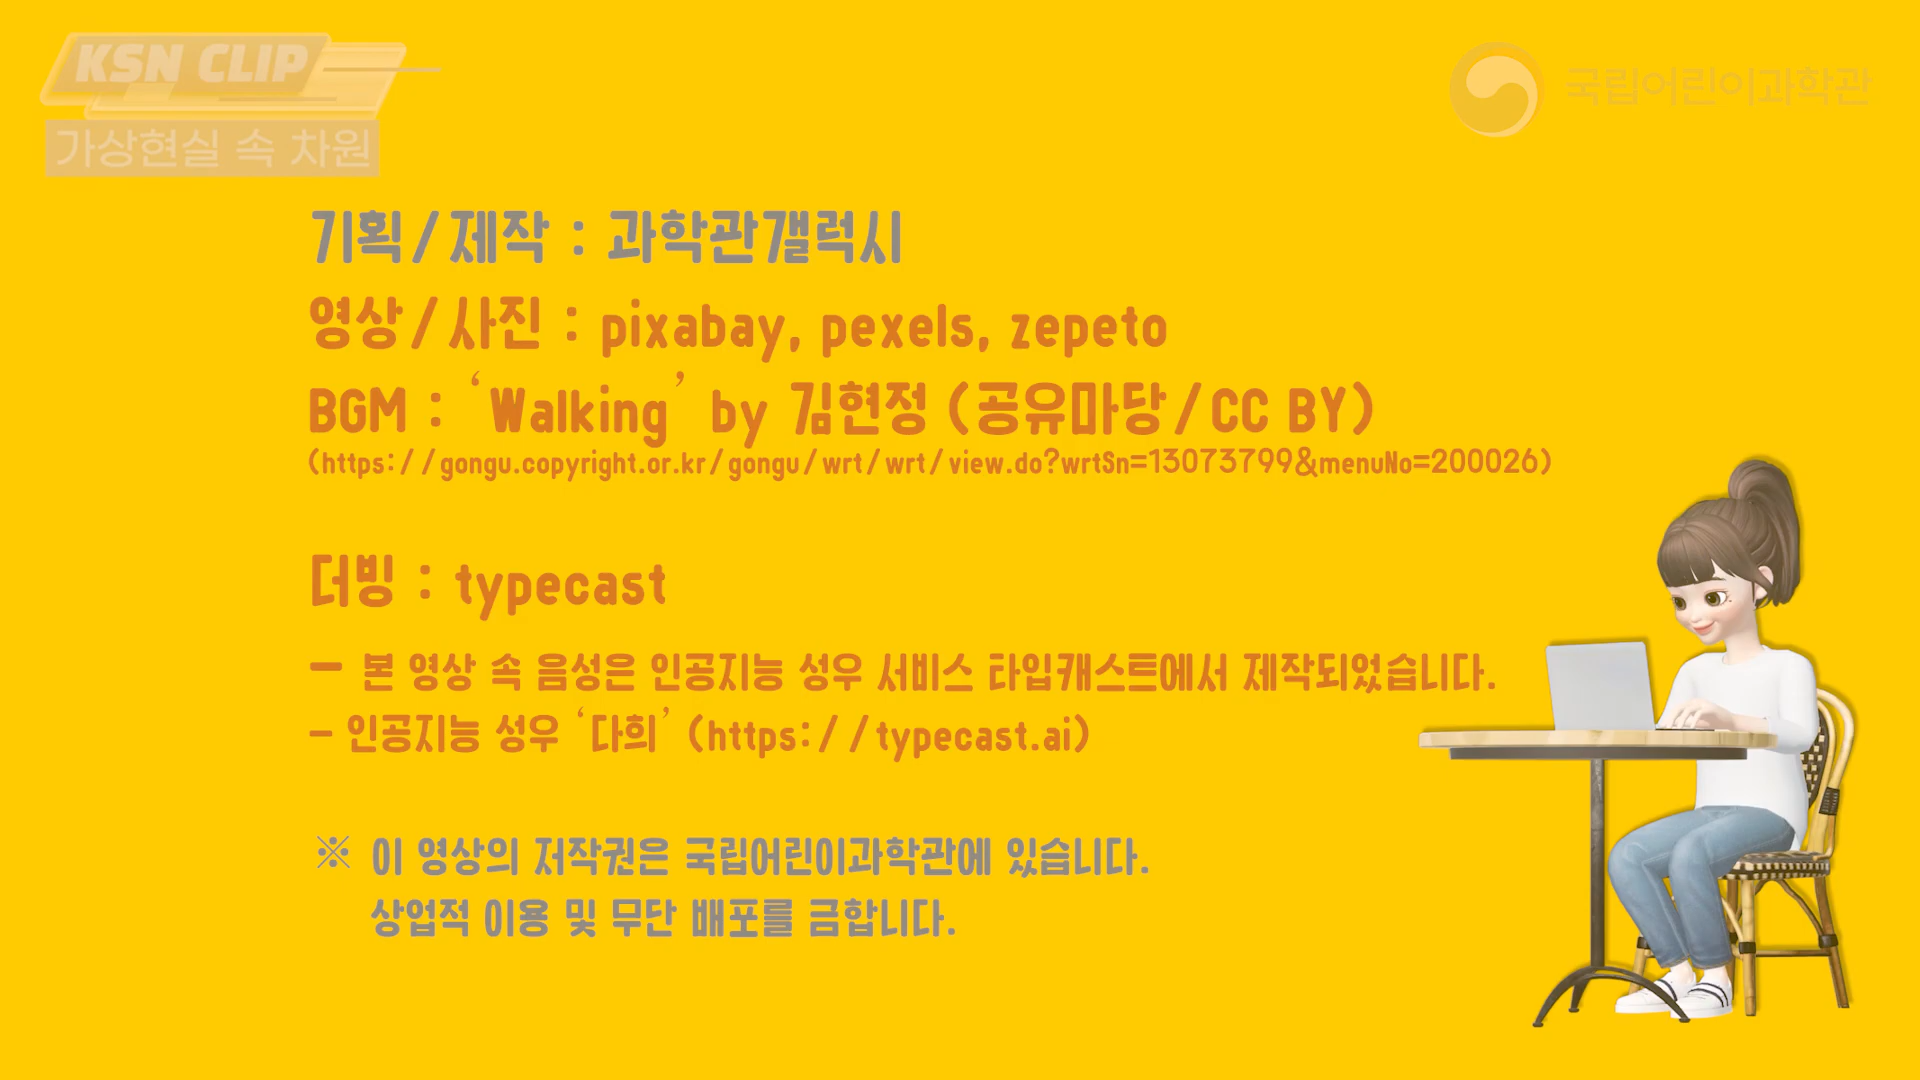 KSN CLIP
가상현실 속 차원
국립어린이과학관
기획/제작 : 과학관갤럭시
영상/사진 : pixabay, pexels, zepeto
BGM : ‘Walking’ by 김현정 (공유마당/CC BY)
(https://gongu.copyright.or.kr/gongu/wrt/wrt/view.do?wrtSn=13073799&menuNo=200026)
더빙 : typecast
- 본 영상 속 음성은 인공지능 성우 서비스 타입캐스트에서 제작되었습니다.
- 인공지능 성우 ‘다희’ (https://typecast.ai)
※ 이 영상의 저작권은 국립어린이과학관에 있습니다.
상업적 이용 및 무단 배포를 금합니다.